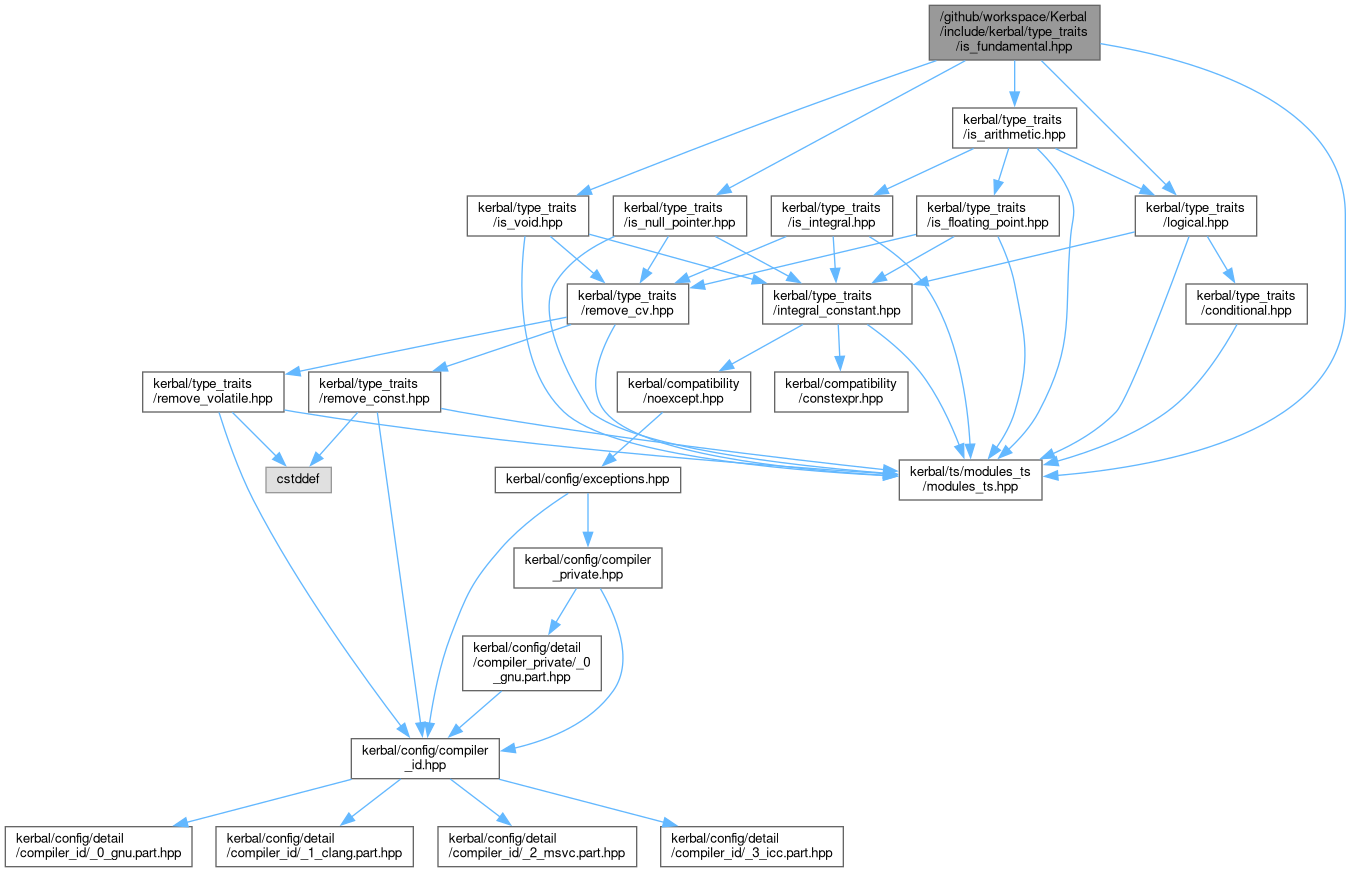 /github/workspace/Kerbal
/include/kerbal/type_traits
/is_fundamental.hpp
kerbal/type_traits
/is_arithmetic.hpp
kerbal/type_traits
/is_void.hpp
kerbal/type_traits
/is_null_pointer.hpp
kerbal/type_traits
/is_integral.hpp
kerbal/type_traits
/is_floating_point.hpp
kerbal/type_traits
/logical.hpp
kerbal/type_traits
/remove_cv.hpp
kerbal/type_traits
/integral_constant.hpp
kerbal/type_traits
/conditional.hpp
kerbal/type_traits
/remove_volatile.hpp
kerbal/type_traits
/remove_const.hpp
kerbal/compatibility
/noexcept.hpp
kerbal/compatibility
/constexpr.hpp
cstddef
kerbal/config/exceptions.hpp
kerbal/ts/modules_ts
/modules_ts.hpp
kerbal/config/compiler
_private.hpp
kerbal/config/detail
/compiler_private/_0
_gnu.part.hpp
kerbal/config/compiler
_id.hpp
kerbal/config/detail
/compiler_id/_0_gnu.part.hpp
kerbal/config/detail
/compiler_id/_1_clang.part.hpp
kerbal/config/detail
/compiler_id/_2_msvc.part.hpp
kerbal/config/detail
/compiler_id/_3_icc.part.hpp